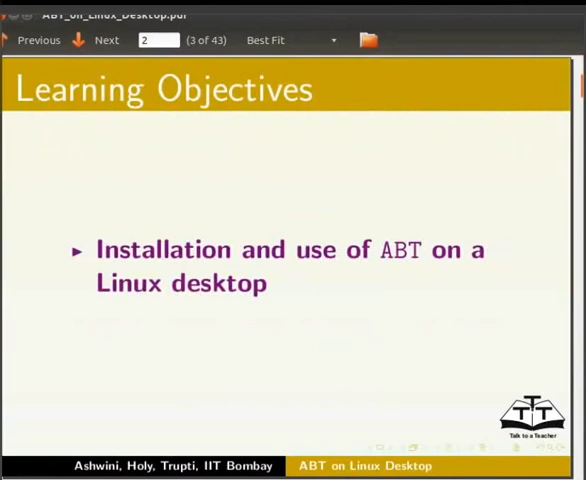 ABT_on_Linux_Desktop.pdf
Previous Next 2 (3 of 43) Best Fit
Learning Objectives
Installation and use of ABT on a
Linux desktop
TTT
Talk to a Teacher
Ashwini, Holy, Trupti, IIT Bombay ABT on Linux Desktop